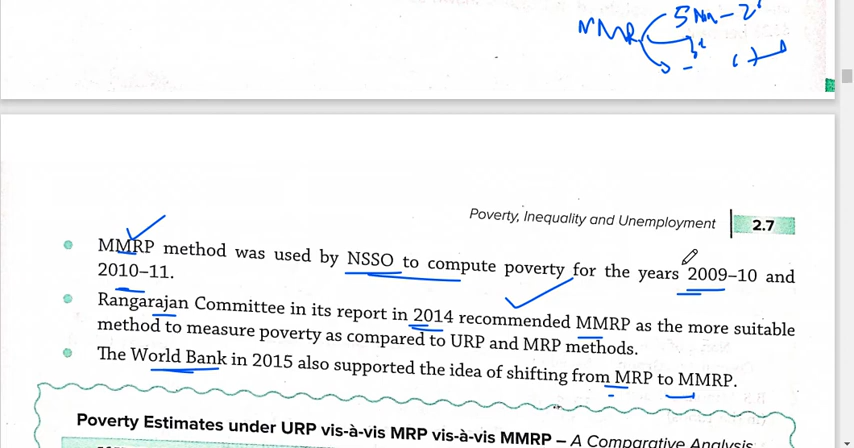 Poverty, Inequality and Unemployment 2.7
MMRP method was used by NSSO to compute poverty for the years 2009–10 and
2010–11.
Rangarajan Committee in its report in 2014 recommended MMRP as the more suitable
method to measure poverty as compared to URP and MRP methods.
The World Bank in 2015 also supported the idea of shifting from MRP to MMRP.
Poverty Estimates under URP vis-à-vis MRP vis-à-vis MMRP – A Comparative Analysis